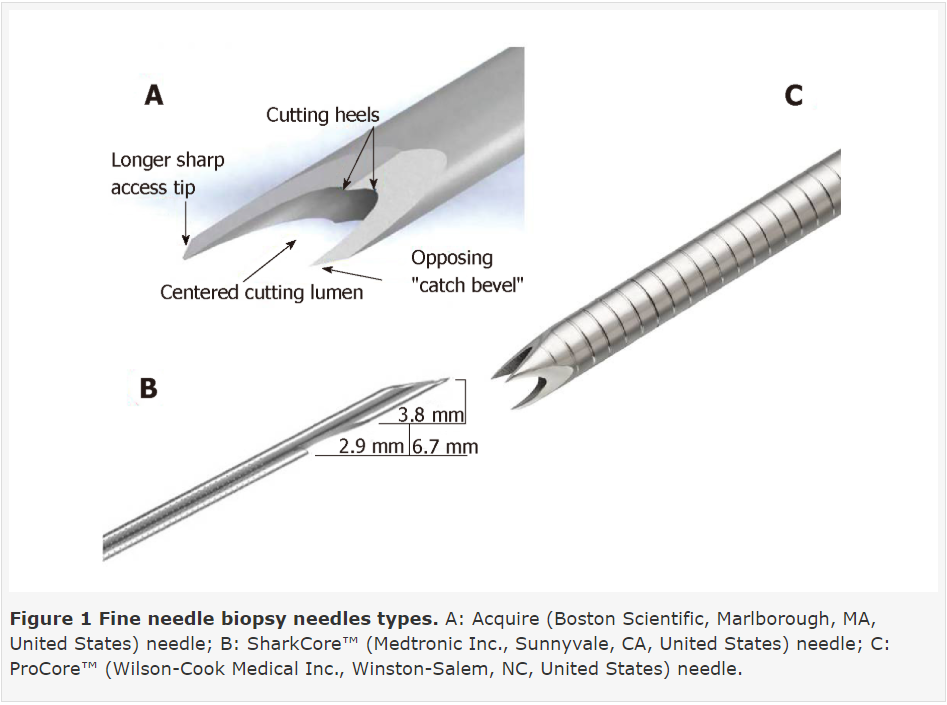 A
C
Cutting heels
Longer sharp
access tip
Opposing
"catch bevel"
Centered cutting lumen
B
3.8 mm
2.9 mm
6.7 mm
Figure 1 Fine needle biopsy needles types. A: Acquire (Boston Scientific, Marlborough, MA,
United States) needle; B: SharkCore™ (Medtronic Inc., Sunnyvale, CA, United States) needle; C:
ProCore™ (Wilson-Cook Medical Inc., Winston-Salem, NC, United States) needle.